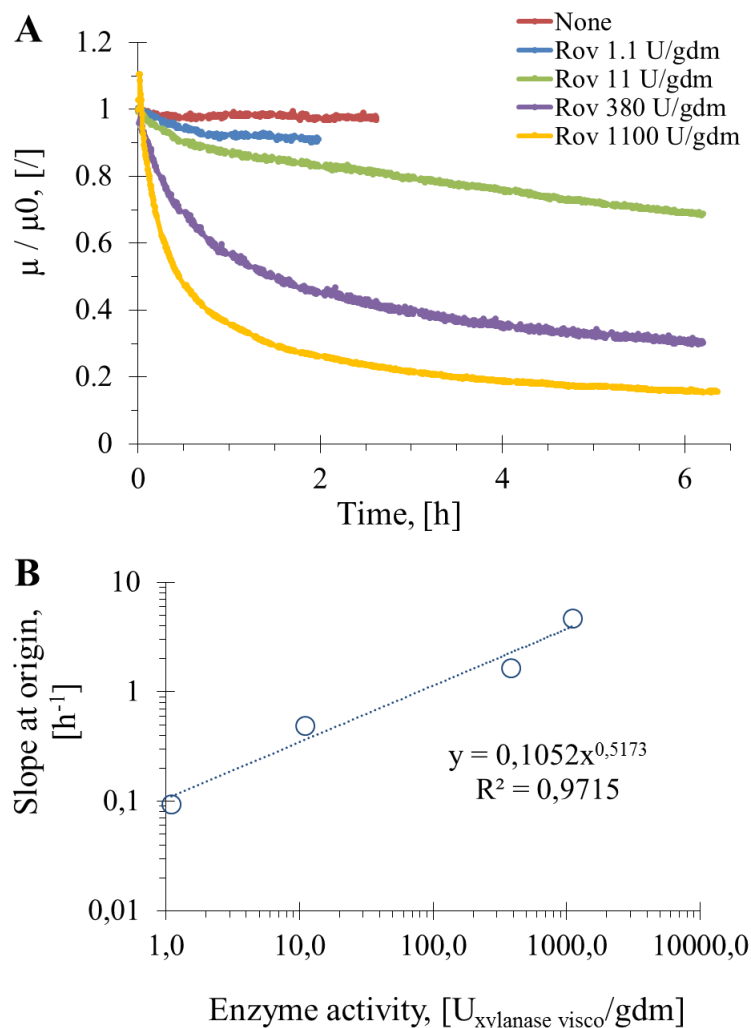 A
None
Rov 1.1 U/gdm
Rov 11 U/gdm
Rov 380 U/gdm
Rov 1100 U/gdm
1.2
1
0.8
0.6
0.4
0.2
0
μ / μ0, [/]
0 2 4 6
Time, [h]
B
10
1
0,1
0,01
Slope at origin,
[h⁻¹]
y = 0,1052x⁰,⁵¹⁷³
R² = 0,9715
1,0 10,0 100,0 1000,0 10000,0
Enzyme activity, [Uxylanase visco/gdm]